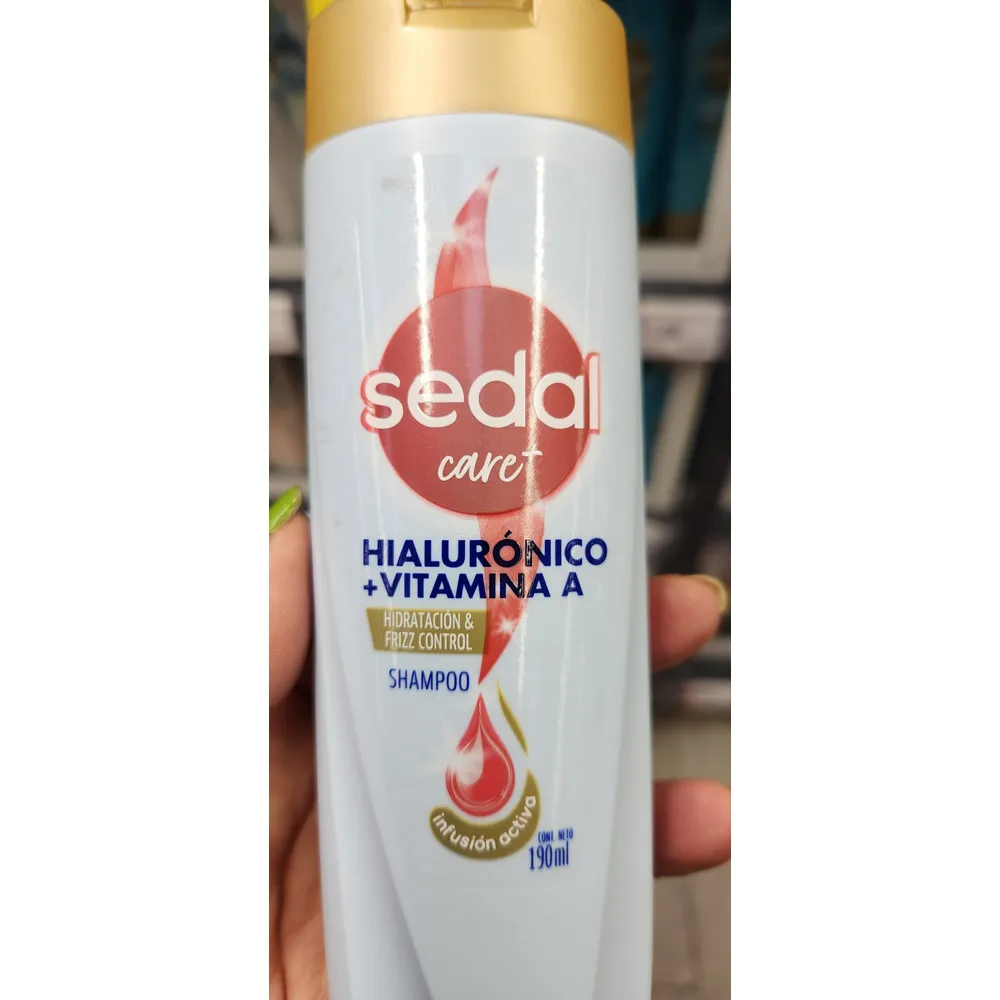 sedal
care+
HIALURÓNICO
+VITAMINA A
HIDRATACIÓN &
FRIZZ CONTROL
SHAMPOO
infusión activa
CONT. NETO
190ml